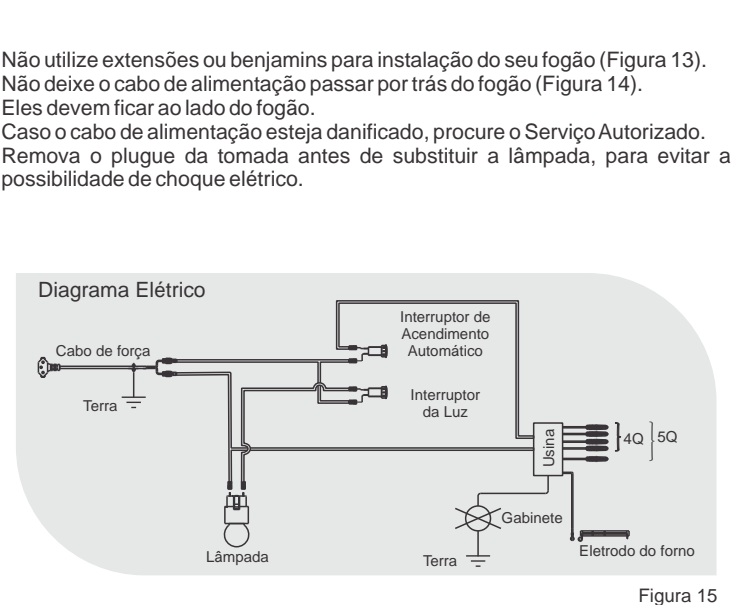 Não utilize extensões ou benjamins para instalação do seu fogão (Figura 13).
Não deixe o cabo de alimentação passar por trás do fogão (Figura 14).
Eles devem ficar ao lado do fogão.
Caso o cabo de alimentação esteja danificado, procure o Serviço Autorizado.
Remova o plugue da tomada antes de substituir a lâmpada, para evitar a
possibilidade de choque elétrico.
Diagrama Elétrico
Interruptor de
Acendimento
Automático
Cabo de força
Terra
Interruptor
da Luz
Usina
4Q
5Q
Gabinete
Lâmpada
Terra
Eletrodo do forno
Figura 15